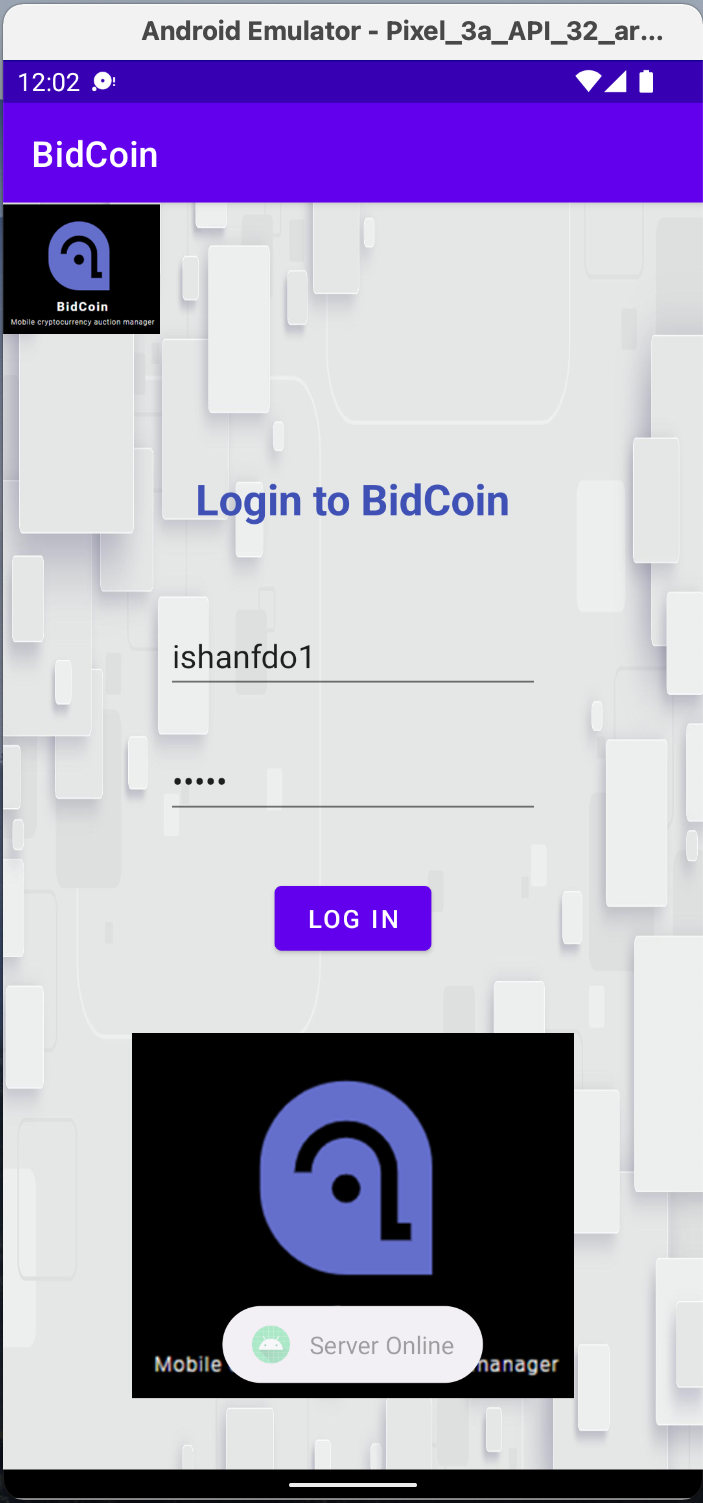 Android Emulator - Pixel_3a_API_32_ar...
12:02
BidCoin
BidCoin
Mobile cryptocurrency auction manager
Login to BidCoin
ishanfdo1
•••••
LOG IN
Server Online
Mobile manager